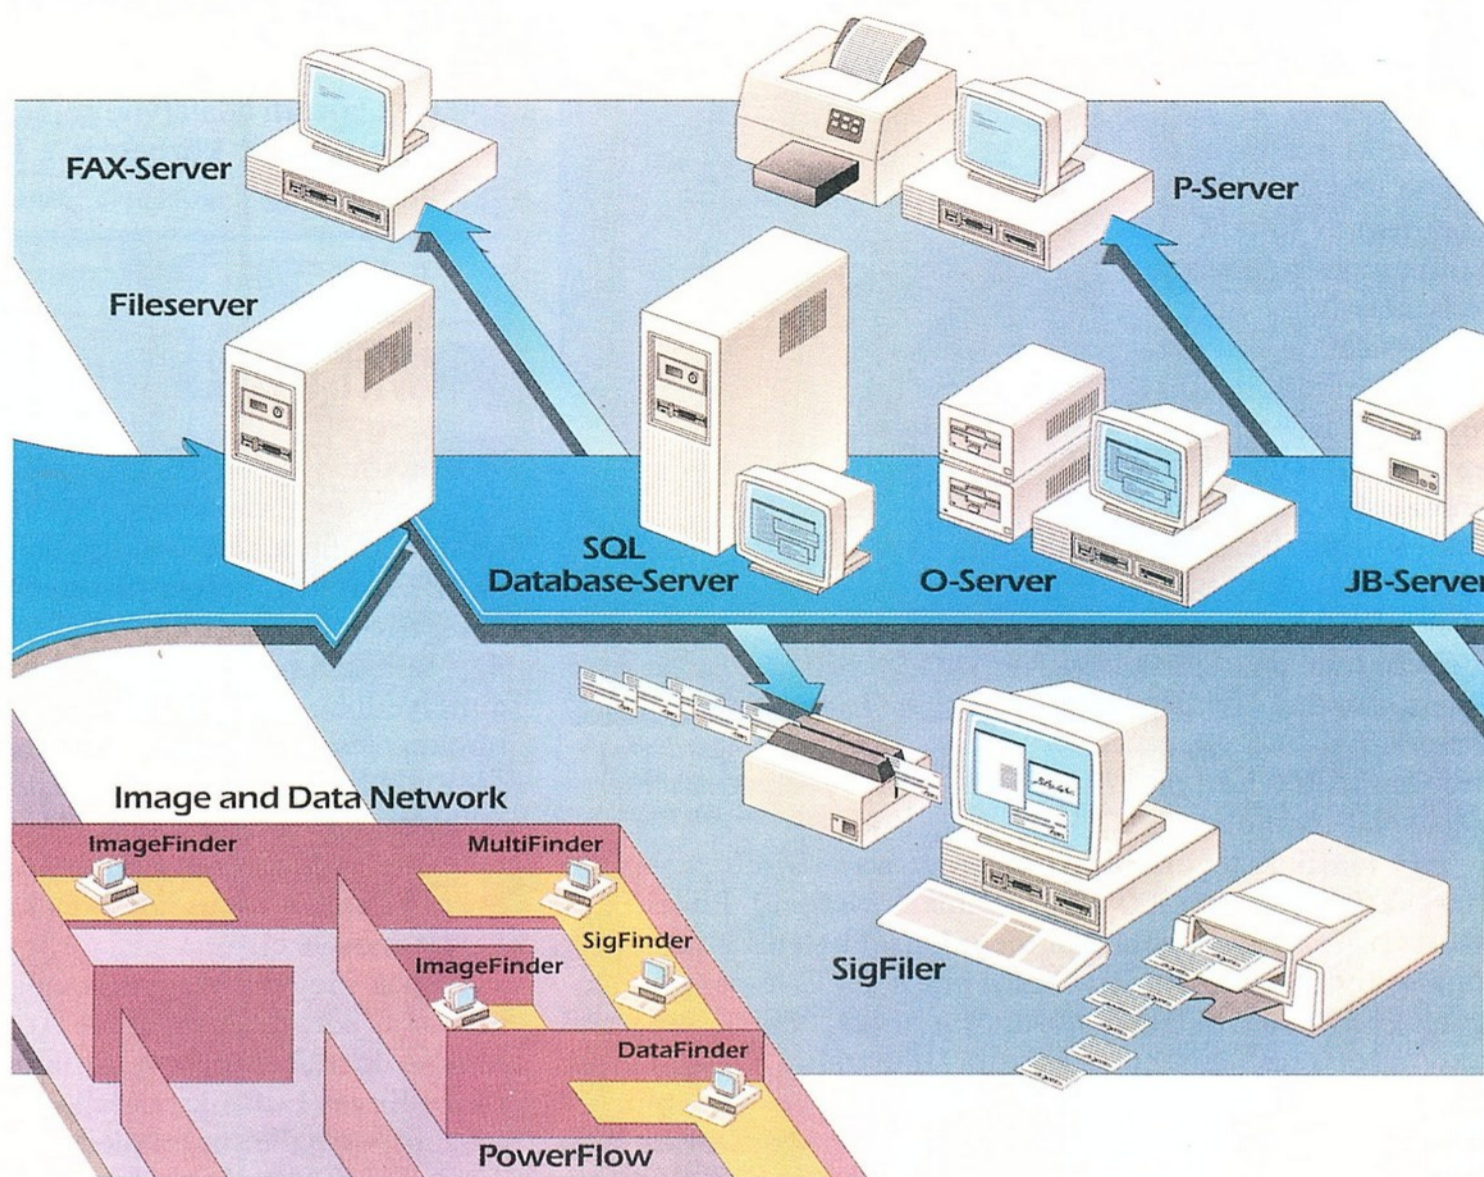 FAX-Server
P-Server
Fileserver
SQL
Database-Server
O-Server
JB-Server
Image and Data Network
ImageFinder
MultiFinder
SigFinder
ImageFinder
SigFiler
DataFinder
PowerFlow